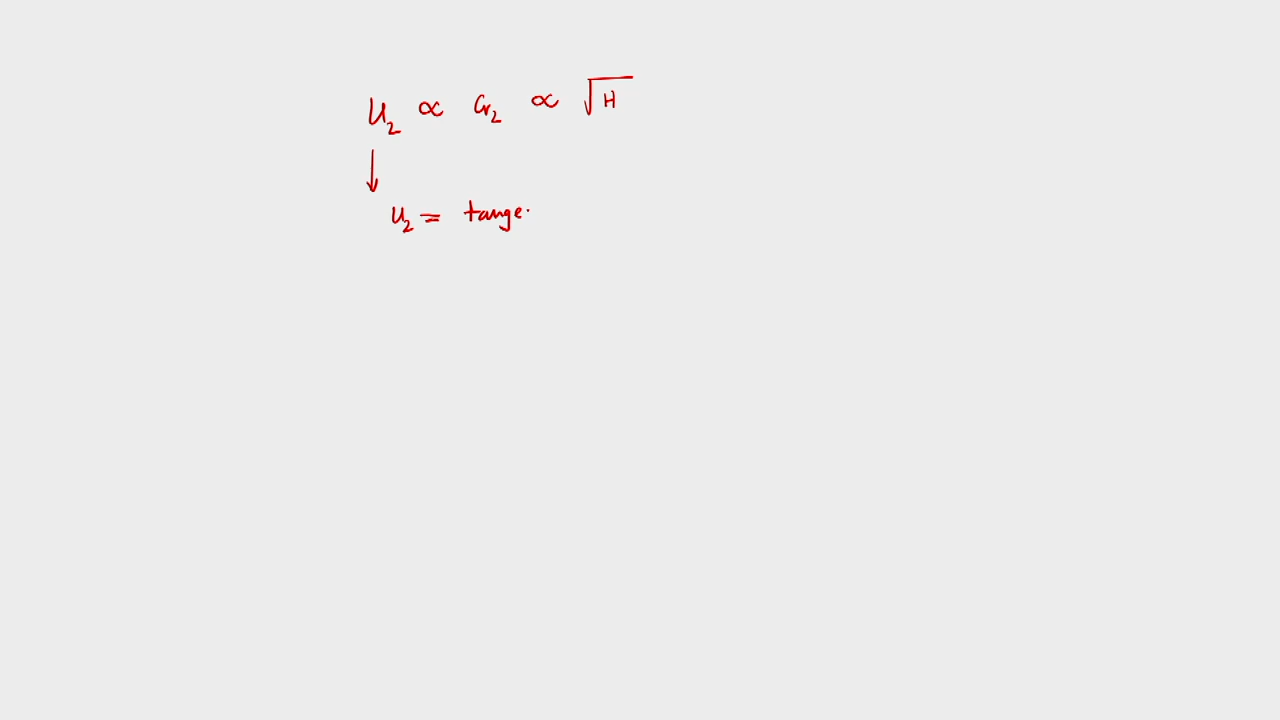 U₂ ∝ Cr₂ ∝ √H
↓
U₂ = tange.